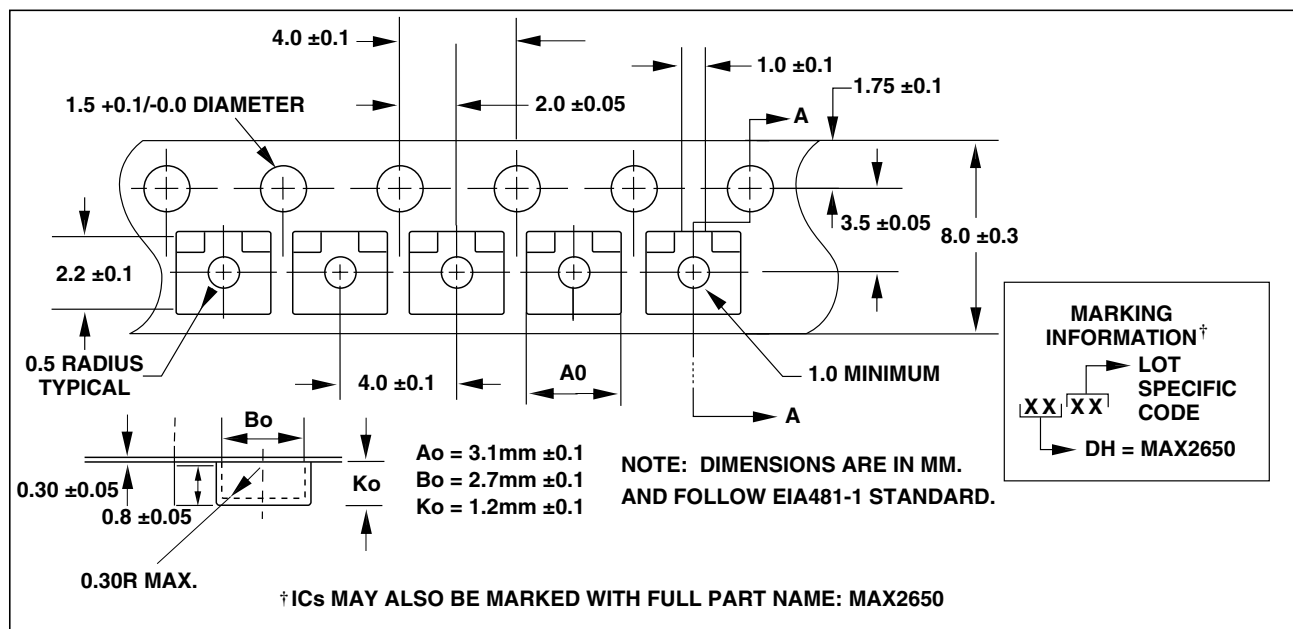 4.0 ±0.1
1.0 ±0.1
1.75 ±0.1
1.5 +0.1/-0.0 DIAMETER
2.0 ±0.05
A
3.5 ±0.05
8.0 ±0.3
2.2 ±0.1
0.5 RADIUS
TYPICAL
4.0 ±0.1
A0
1.0 MINIMUM
A
MARKING
INFORMATION†
LOT
SPECIFIC
CODE
XX XX
DH = MAX2650
Bo
Ko
0.30 ±0.05
0.8 ±0.05
0.30R MAX.
Ao = 3.1mm ±0.1
Bo = 2.7mm ±0.1
Ko = 1.2mm ±0.1
NOTE: DIMENSIONS ARE IN MM.
AND FOLLOW EIA481-1 STANDARD.
†ICs MAY ALSO BE MARKED WITH FULL PART NAME: MAX2650